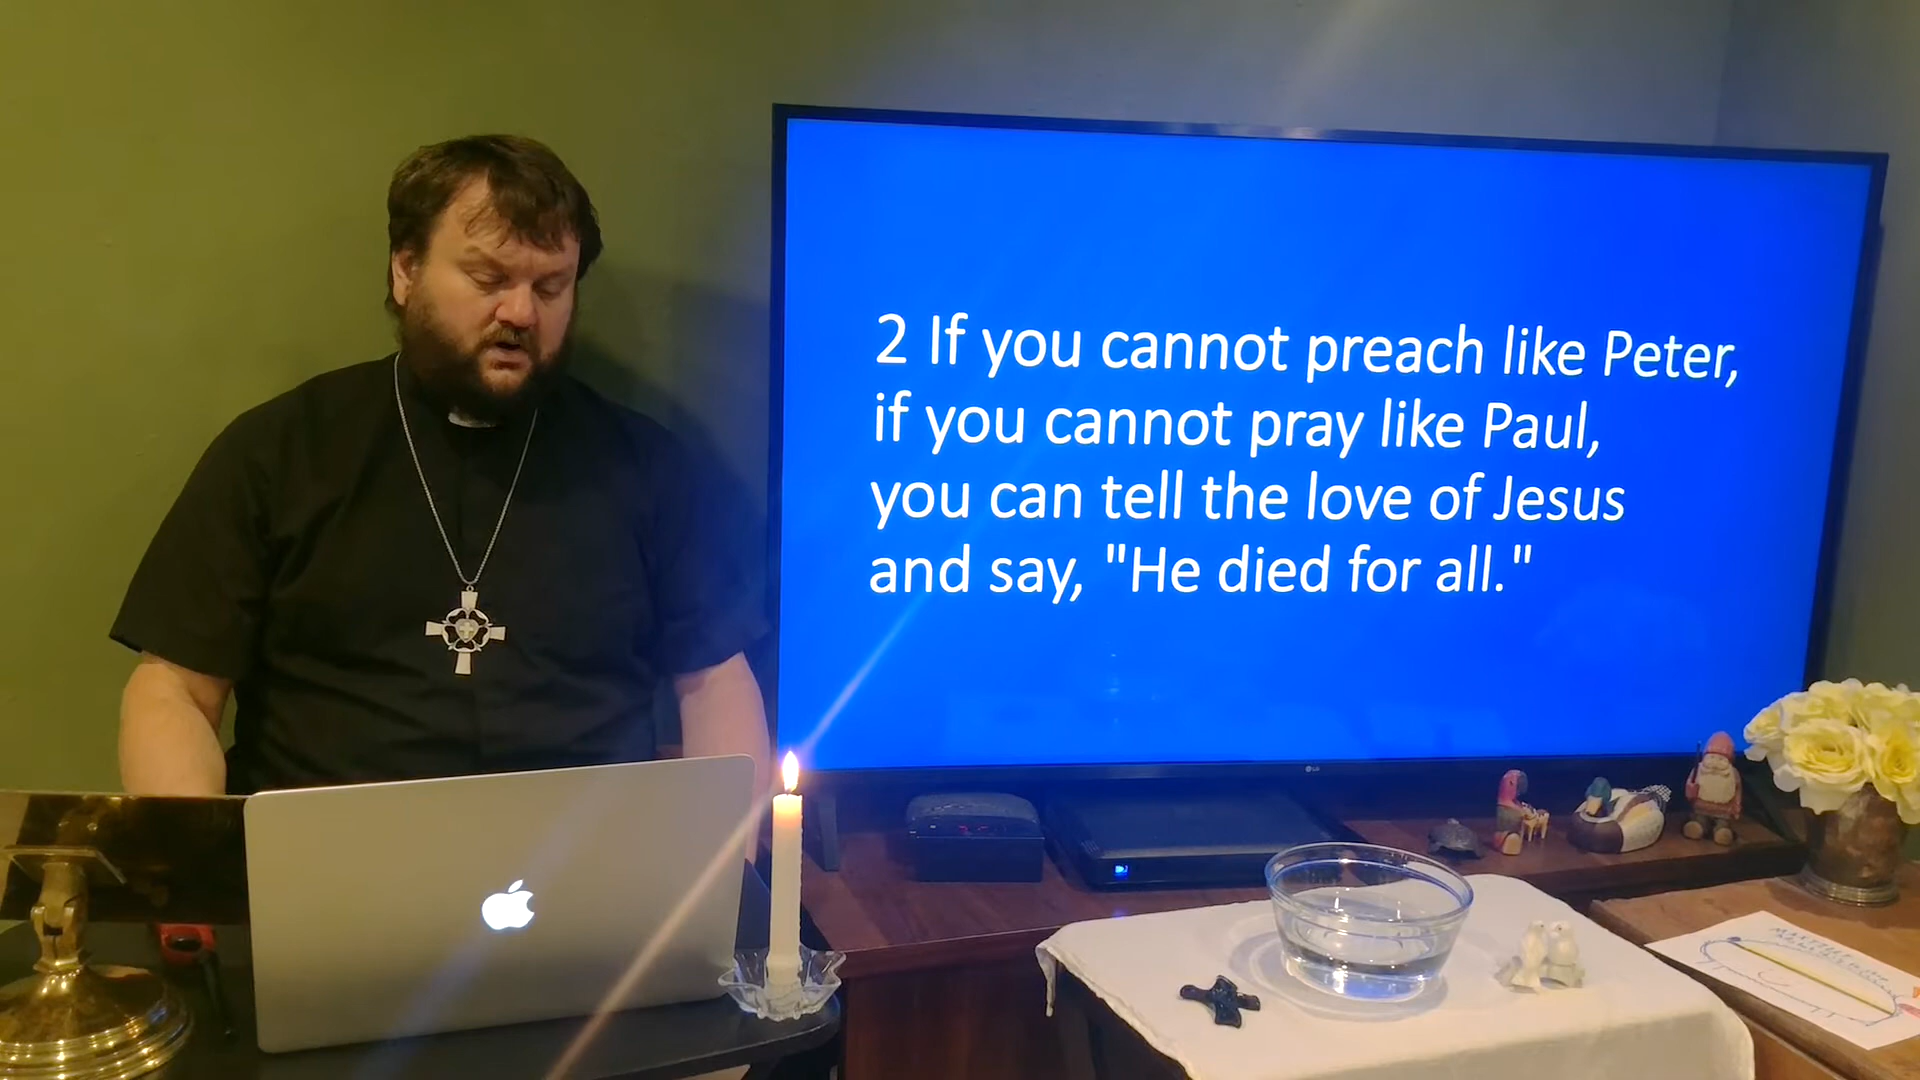 2 If you cannot preach like Peter,
if you cannot pray like Paul,
you can tell the love of Jesus
and say, "He died for all."
LG